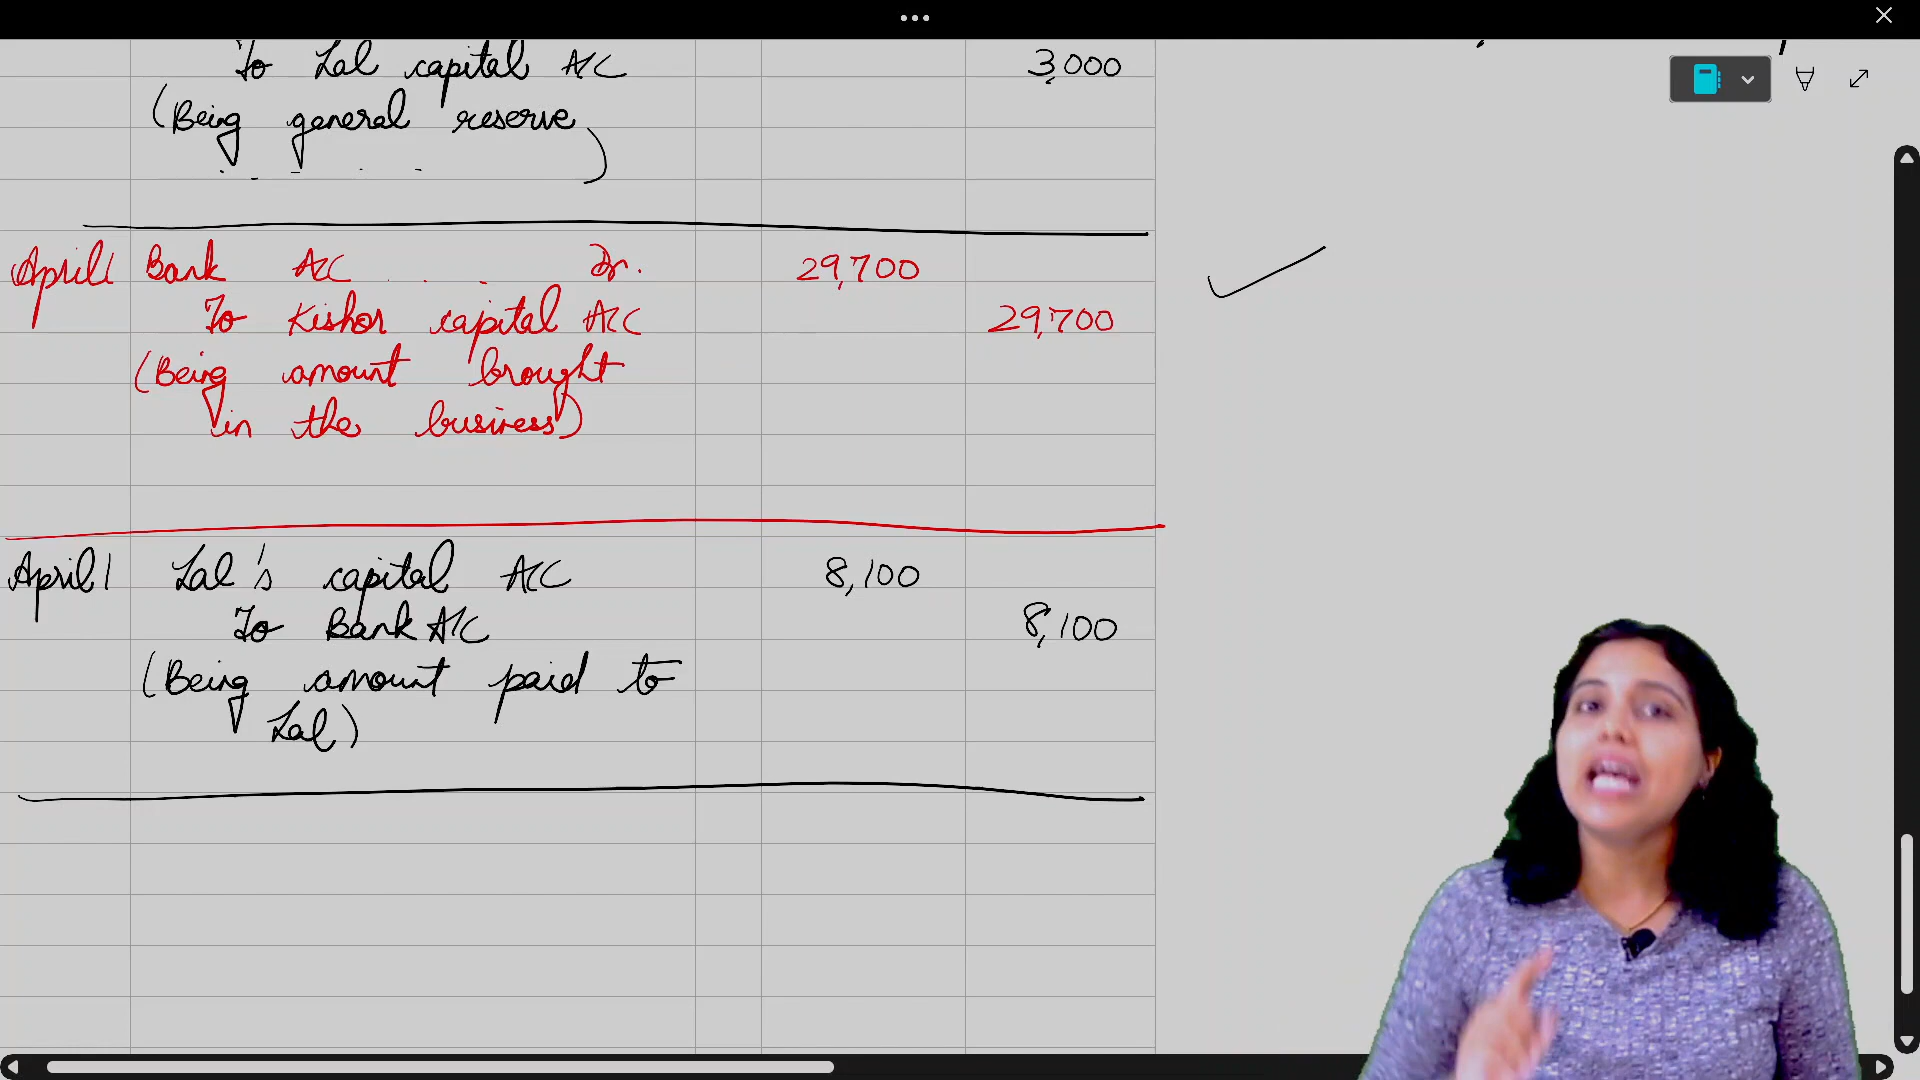 To Lal capital A/C 3,000
(Being general reserve
)
April 1 Bank A/C .... Dr. 29,700
To Kishor capital A/C 29,700
(Being amount brought
in the business)
April 1 Lal's capital A/C 8,100
To Bank A/C 8,100
(Being amount paid to
Lal)